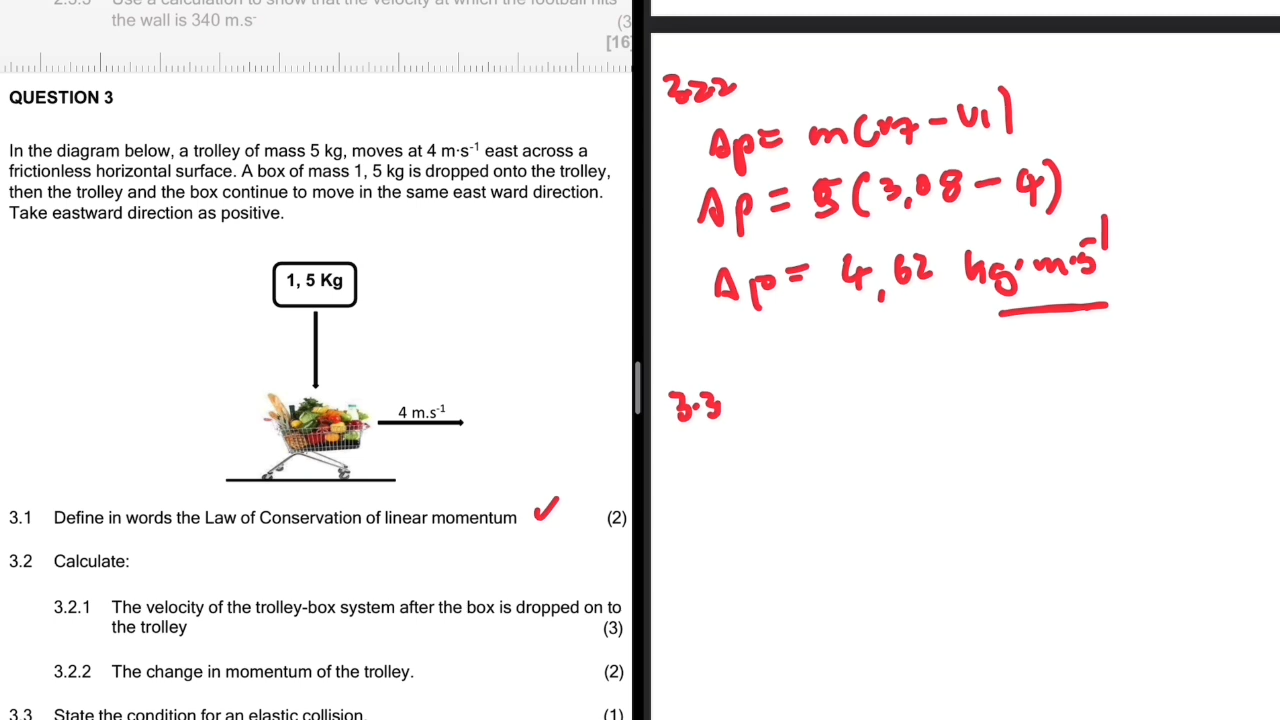 the wall is 340 m.s-
(3
[16]
QUESTION 3
In the diagram below, a trolley of mass 5 kg, moves at 4 m·s-1 east across a
frictionless horizontal surface. A box of mass 1, 5 kg is dropped onto the trolley,
then the trolley and the box continue to move in the same east ward direction.
Take eastward direction as positive.
1, 5 Kg
4 m.s-1
3.1 Define in words the Law of Conservation of linear momentum ✓ (2)
3.2 Calculate:
3.2.1 The velocity of the trolley-box system after the box is dropped on to
the trolley (3)
3.2.2 The change in momentum of the trolley. (2)
3.3 State the condition for an elastic collision. (1)
3.2.2
Δp = m(vf - vi)
Δp = 5(3,08 - 4)
Δp = 4,62 kg·m·s-1
3.3